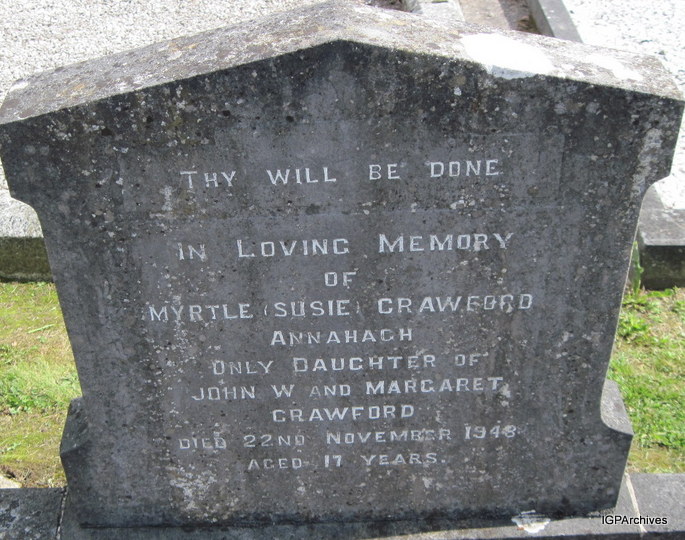 THY WILL BE DONE
IN LOVING MEMORY
OF
MYRTLE (SUSIE) CRAWFORD
ANNAHAGH
ONLY DAUGHTER OF
JOHN W AND MARGARET
CRAWFORD
DIED 22ND NOVEMBER 1948
AGED 17 YEARS.
IGPArchives